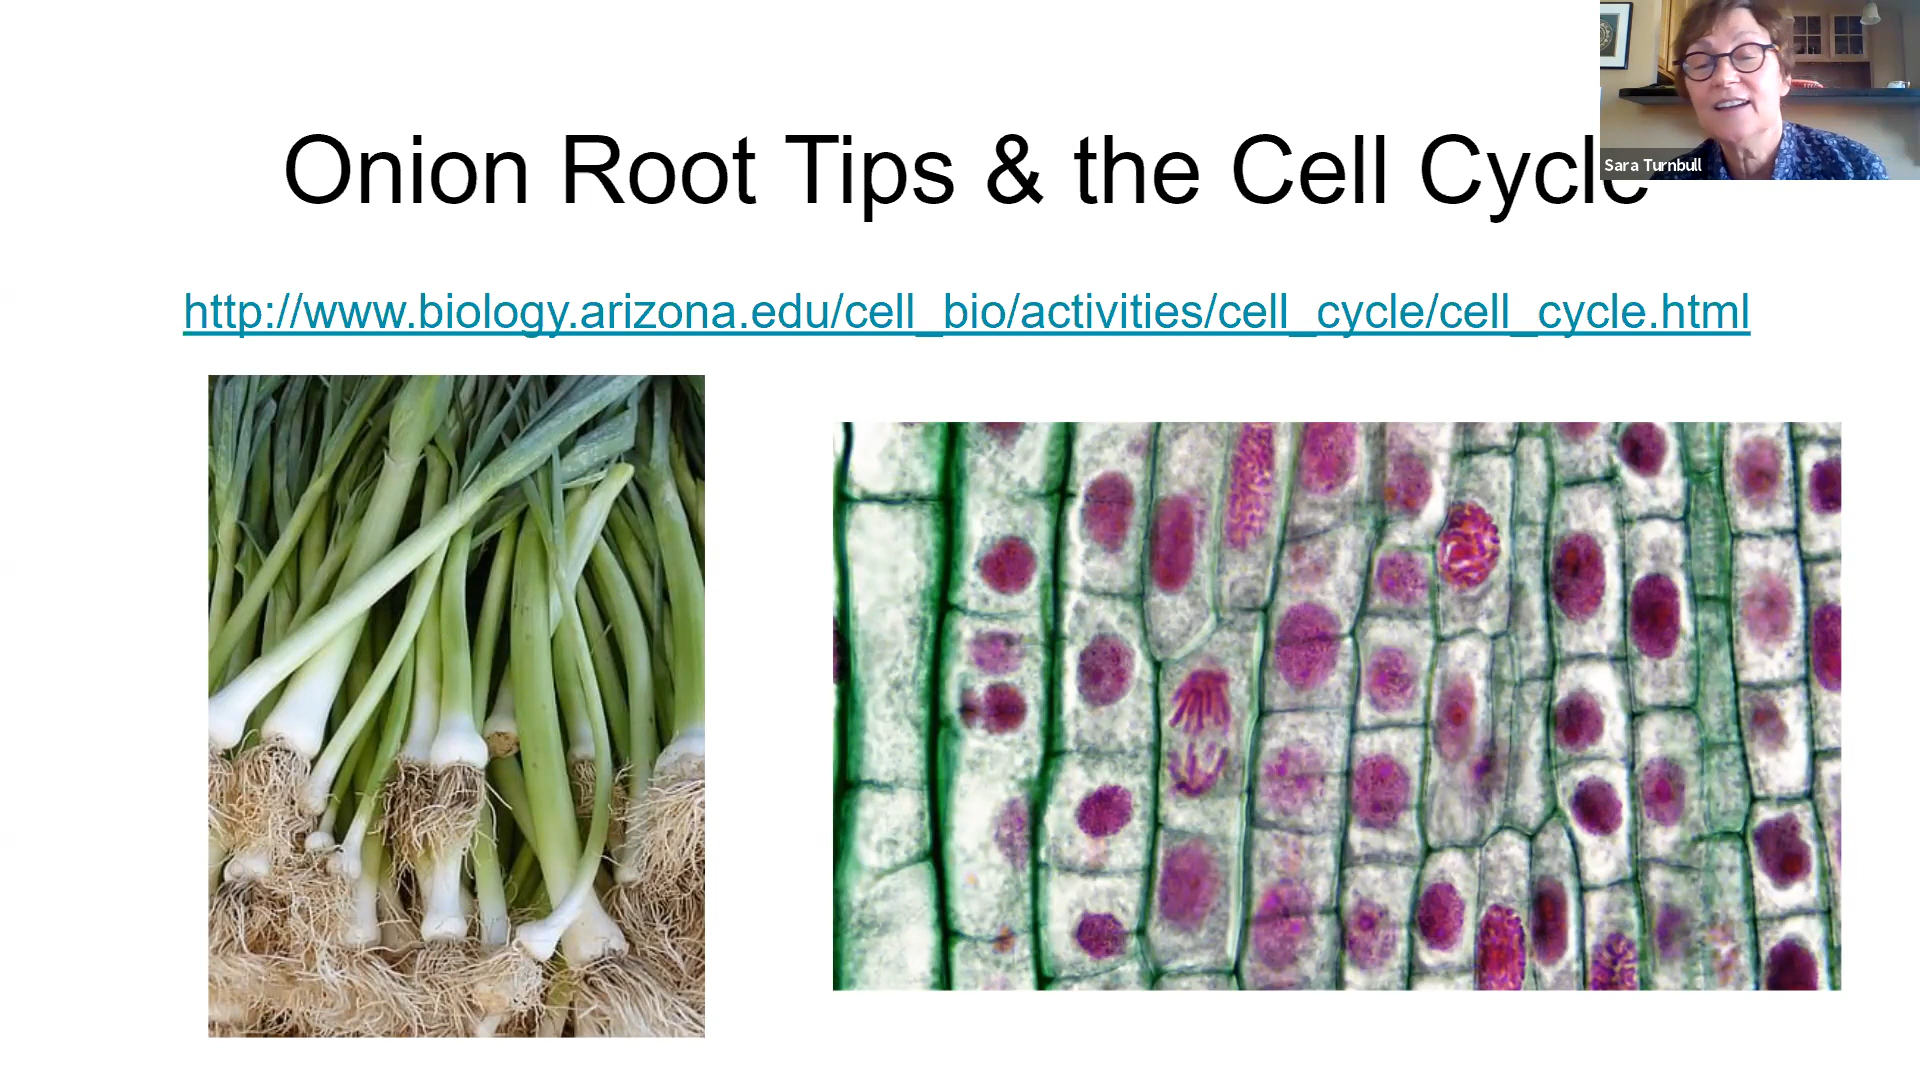 Onion Root Tips & the Cell Cycle
http://www.biology.arizona.edu/cell_bio/activities/cell_cycle/cell_cycle.html
Sara Turnbull